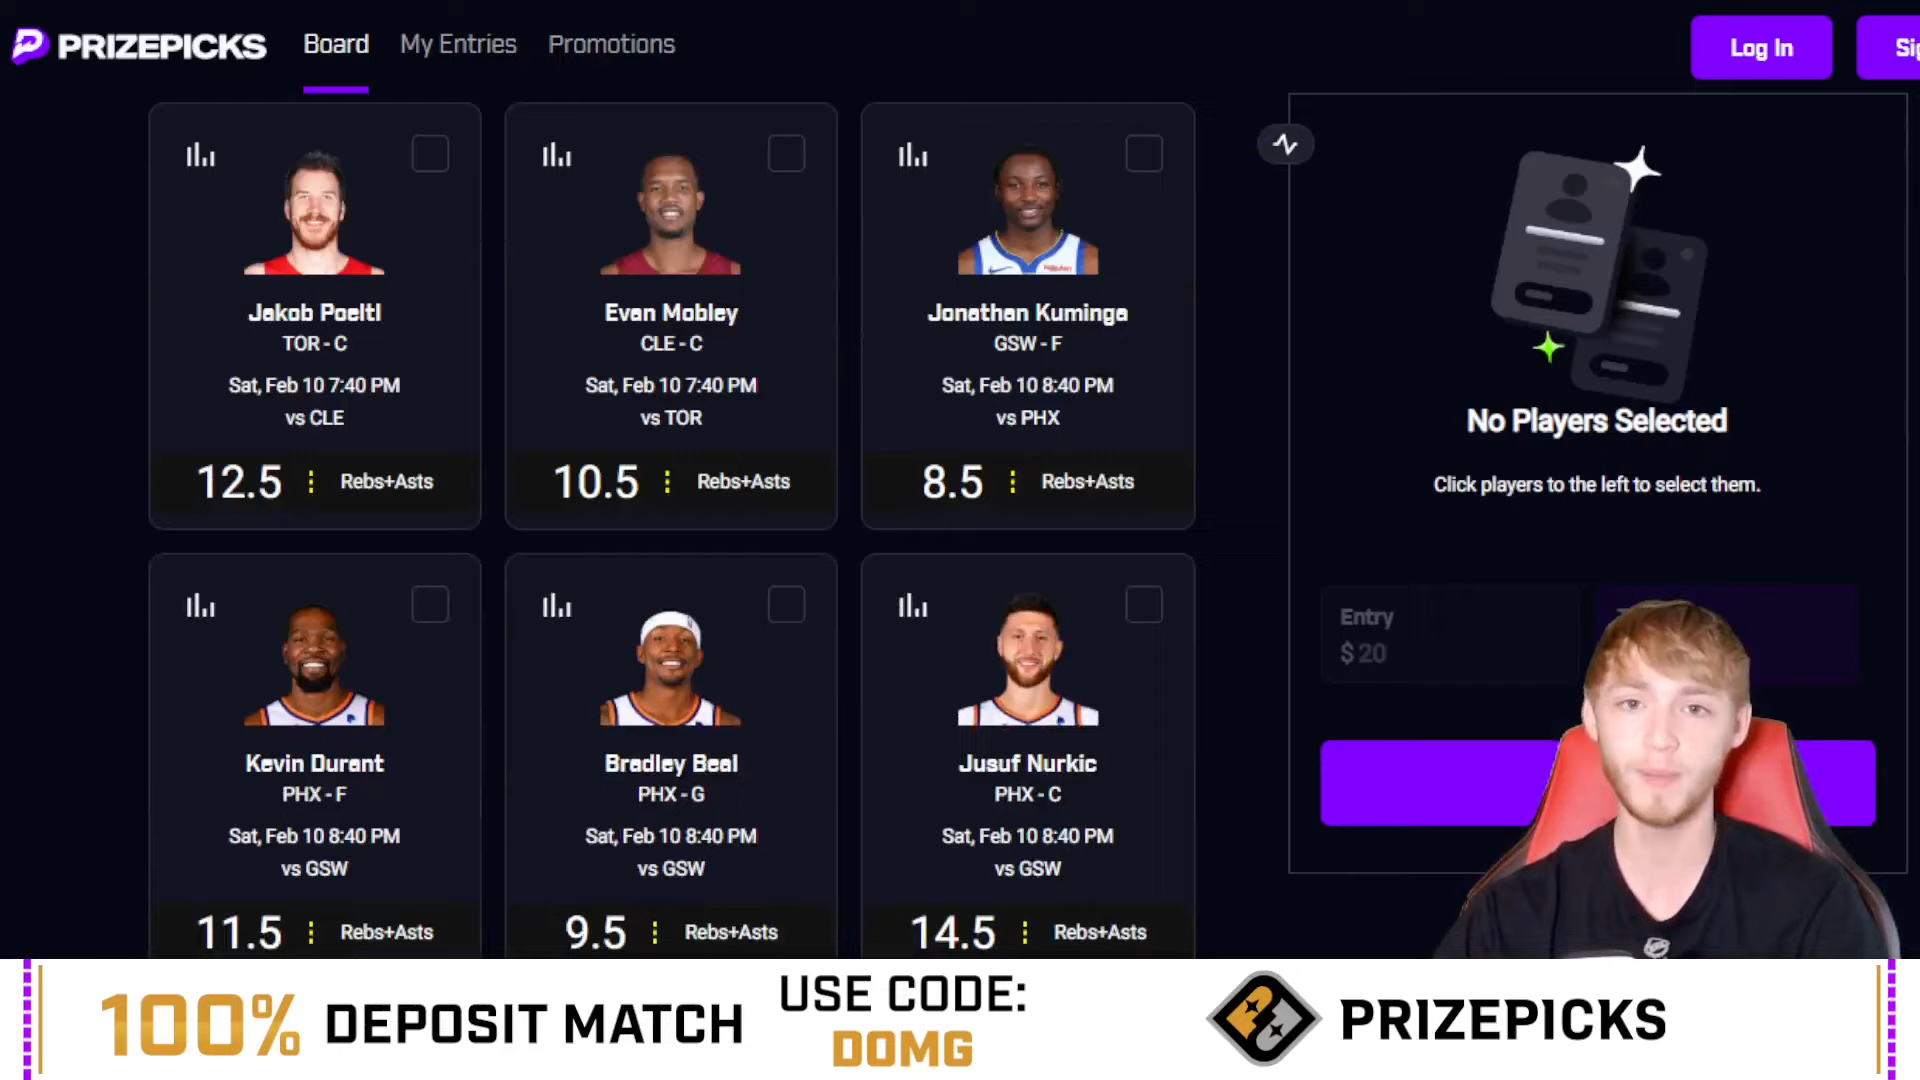 PRIZEPICKS
Board
My Entries
Promotions
Log In
Jakob Poeltl
TOR - C
Sat, Feb 10 7:40 PM
vs CLE
12.5
Rebs+Asts
Evan Mobley
CLE - C
Sat, Feb 10 7:40 PM
vs TOR
10.5
Rebs+Asts
Jonathan Kuminga
GSW - F
Sat, Feb 10 8:40 PM
vs PHX
8.5
Rebs+Asts
Kevin Durant
PHX - F
Sat, Feb 10 8:40 PM
vs GSW
11.5
Rebs+Asts
Bradley Beal
PHX - G
Sat, Feb 10 8:40 PM
vs GSW
9.5
Rebs+Asts
Jusuf Nurkic
PHX - C
Sat, Feb 10 8:40 PM
vs GSW
14.5
Rebs+Asts
No Players Selected
Click players to the left to select them.
Entry
$ 20
100% DEPOSIT MATCH
USE CODE:
DOMG
PRIZEPICKS